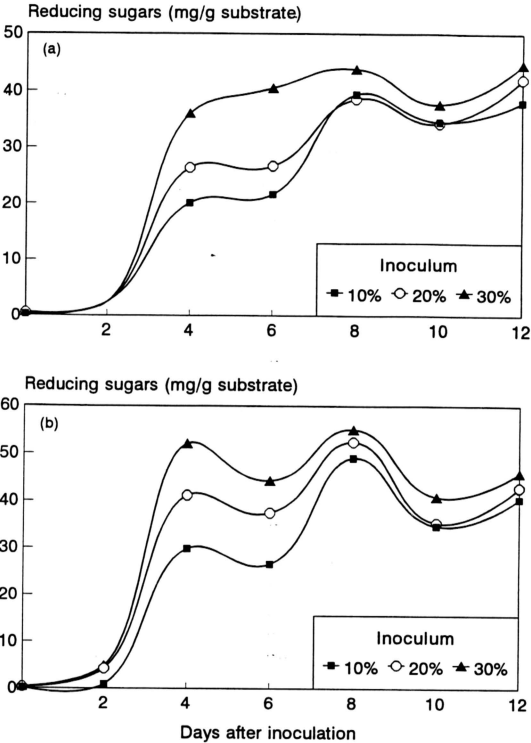 Reducing sugars (mg/g substrate)
50
(a)
40
30
20
10
0
Inoculum
10% 20% 30%
2 4 6 8 10 12
Reducing sugars (mg/g substrate)
60
(b)
50
40
30
20
10
0
Inoculum
10% 20% 30%
2 4 6 8 10 12
Days after inoculation